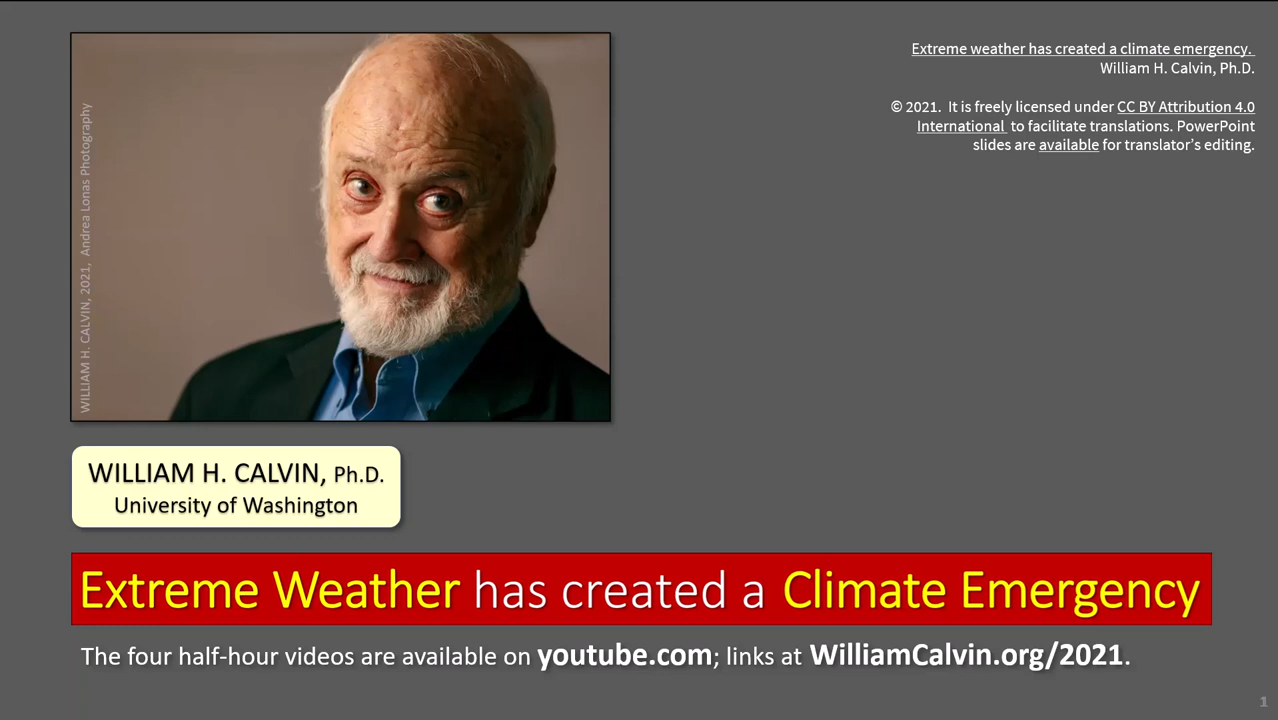 Extreme weather has created a climate emergency.
William H. Calvin, Ph.D.
© 2021. It is freely licensed under CC BY Attribution 4.0
International to facilitate translations. PowerPoint
slides are available for translator's editing.
WILLIAM H. CALVIN, 2021, Andrea Lonas Photography
WILLIAM H. CALVIN, Ph.D.
University of Washington
Extreme Weather has created a Climate Emergency
The four half-hour videos are available on youtube.com; links at WilliamCalvin.org/2021.
1